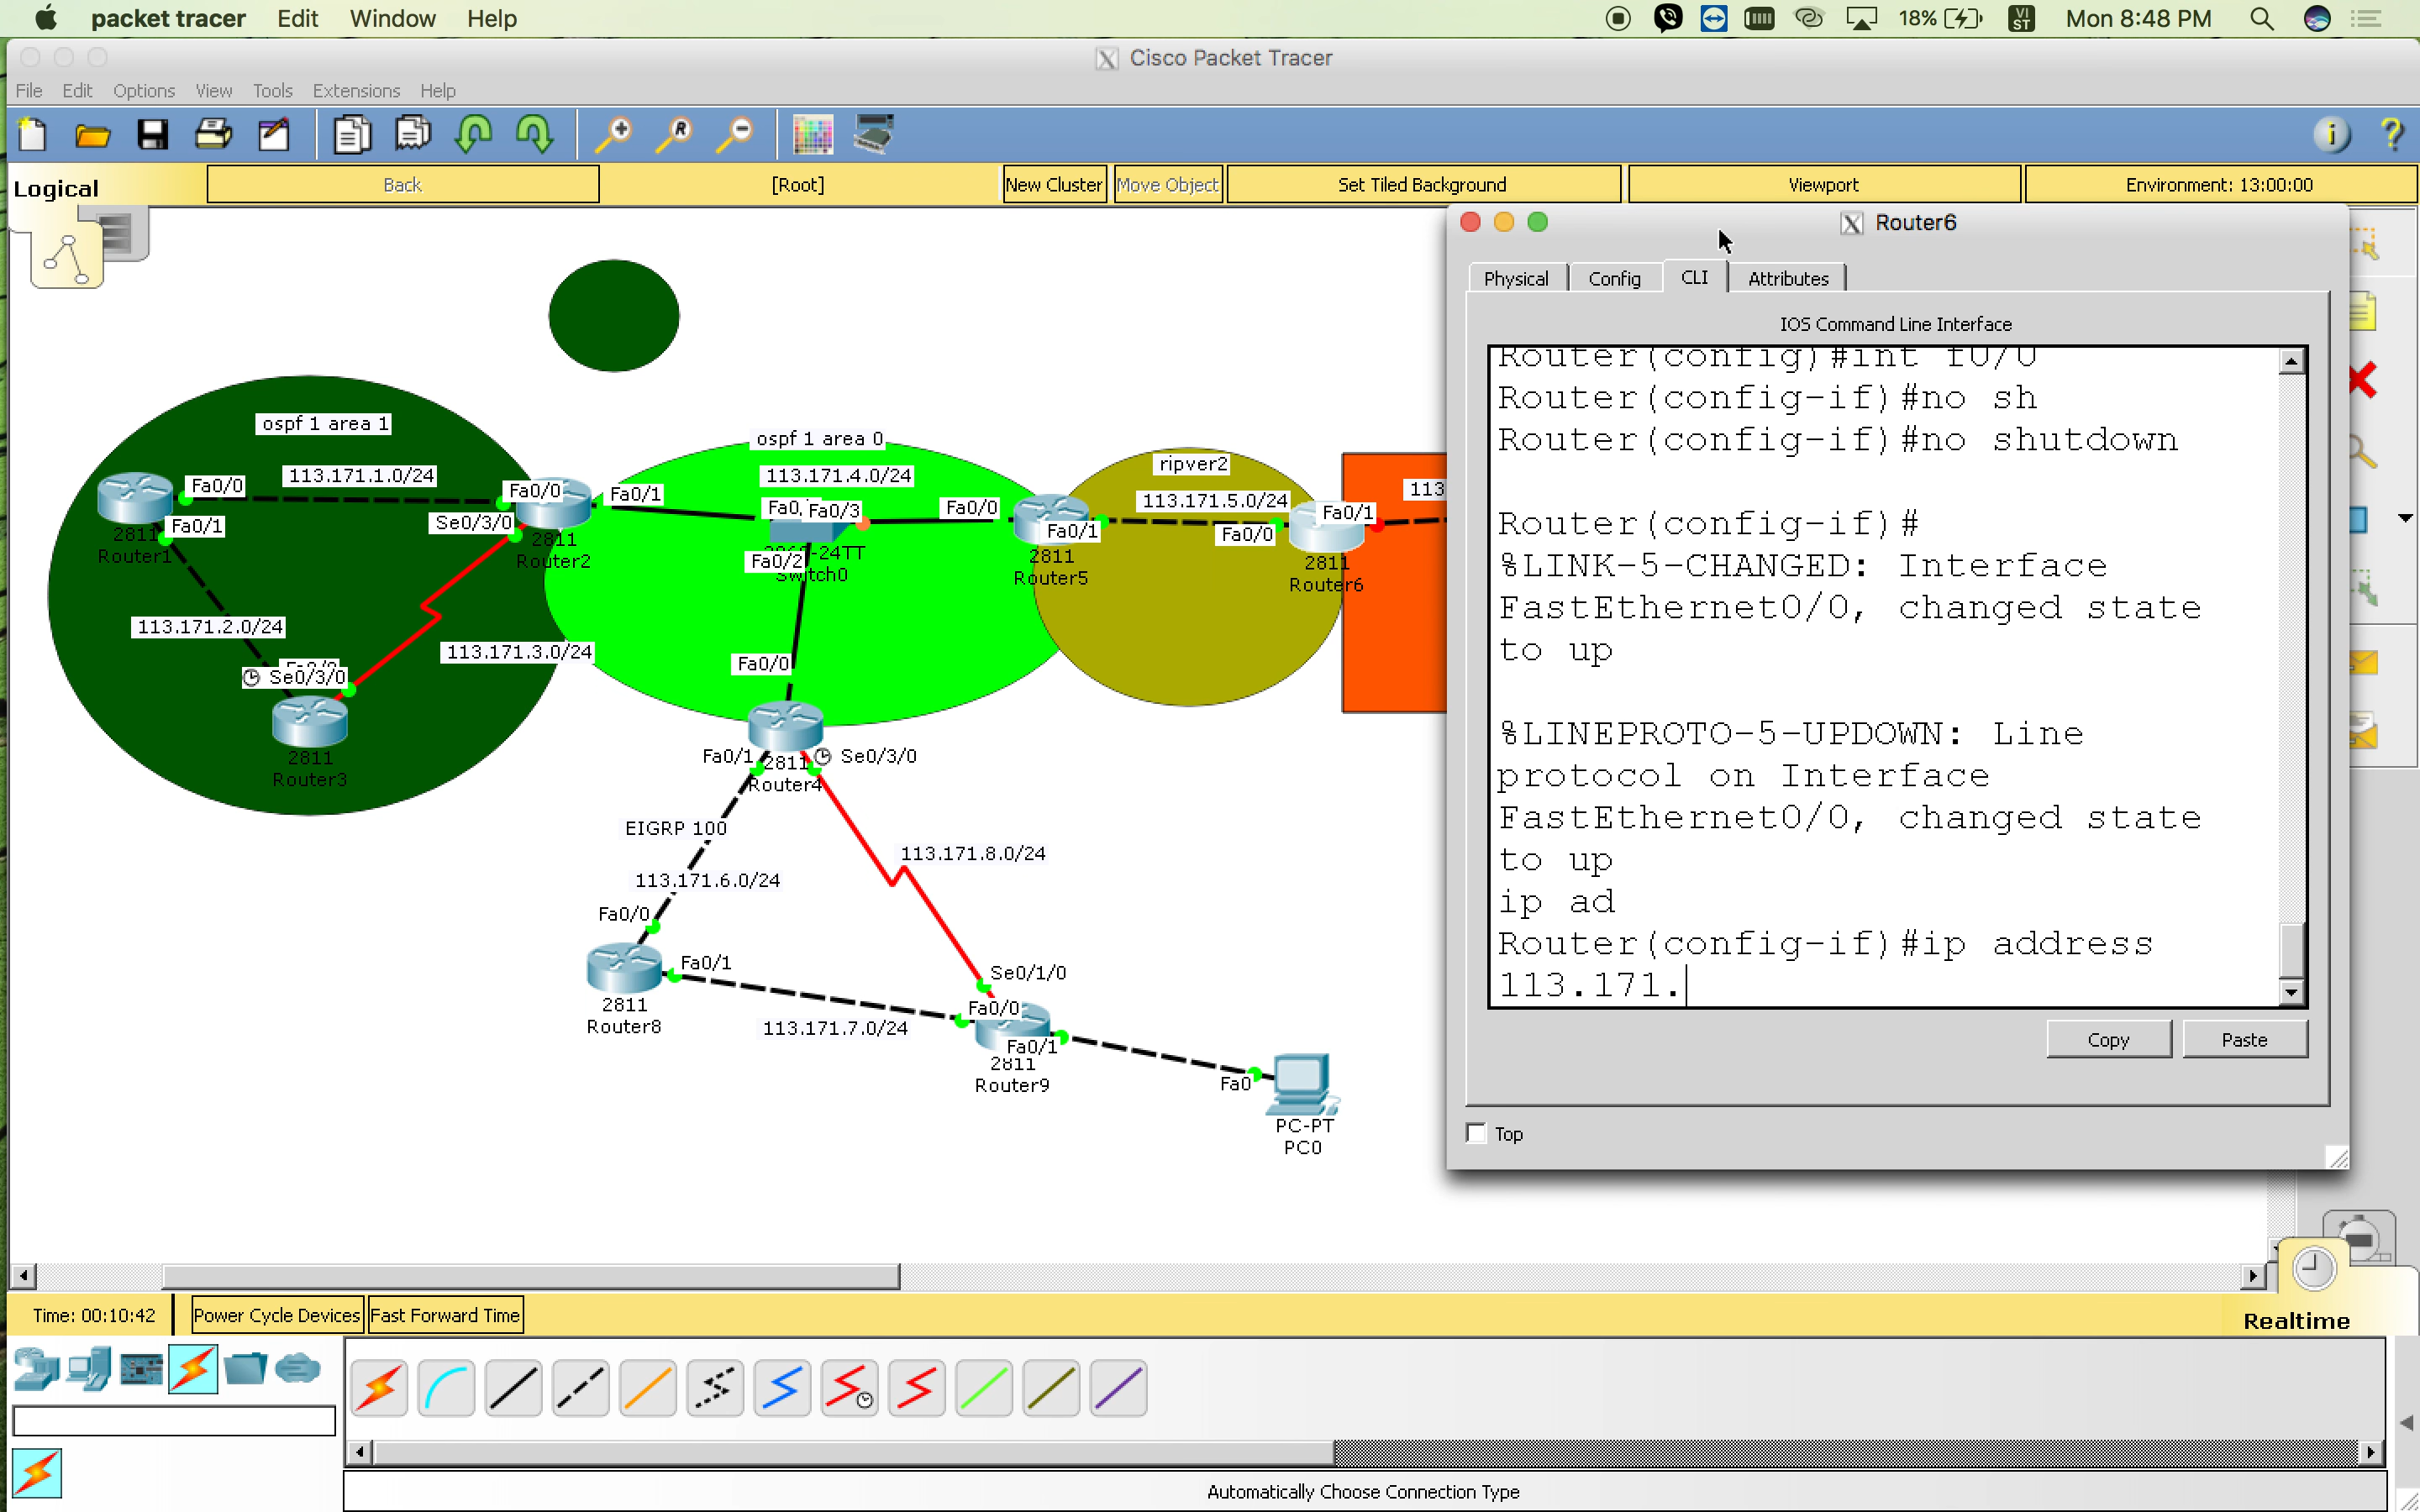 packet tracer Edit Window Help
18% VI ST Mon 8:48 PM
X Cisco Packet Tracer
File Edit Options View Tools Extensions Help
Logical Back [Root] New Cluster Move Object Set Tiled Background Viewport Environment: 13:00:00
X Router6
Physical Config CLI Attributes
IOS Command Line Interface
Router(config)#int f0/0
Router(config-if)#no sh
Router(config-if)#no shutdown
Router(config-if)#
%LINK-5-CHANGED: Interface
FastEthernet0/0, changed state
to up
%LINEPROTO-5-UPDOWN: Line
protocol on Interface
FastEthernet0/0, changed state
to up
ip ad
Router(config-if)#ip address
113.171.
Copy Paste
Top
ospf 1 area 1
113.171.1.0/24
Fa0/0
Fa0/1
2811
Router1
Fa0/0
Se0/3/0
2811
Router2
Fa0/1
113.171.2.0/24
113.171.3.0/24
Se0/3/0
2811
Router3
ospf 1 area 0
113.171.4.0/24
Fa0/3
Fa0/2
Switch0
Fa0/0
Fa0/0
Fa0/1
2811
Router5
ripver2
113.171.5.0/24
Fa0/0
Fa0/1
2811
Router6
113
Fa0/1
2811
Router4
Se0/3/0
EIGRP 100
113.171.6.0/24
113.171.8.0/24
Fa0/0
Fa0/1
2811
Router8
113.171.7.0/24
Se0/1/0
Fa0/0
Fa0/1
2811
Router9
Fa0
PC-PT
PC0
Time: 00:10:42 Power Cycle Devices Fast Forward Time
Realtime
Automatically Choose Connection Type